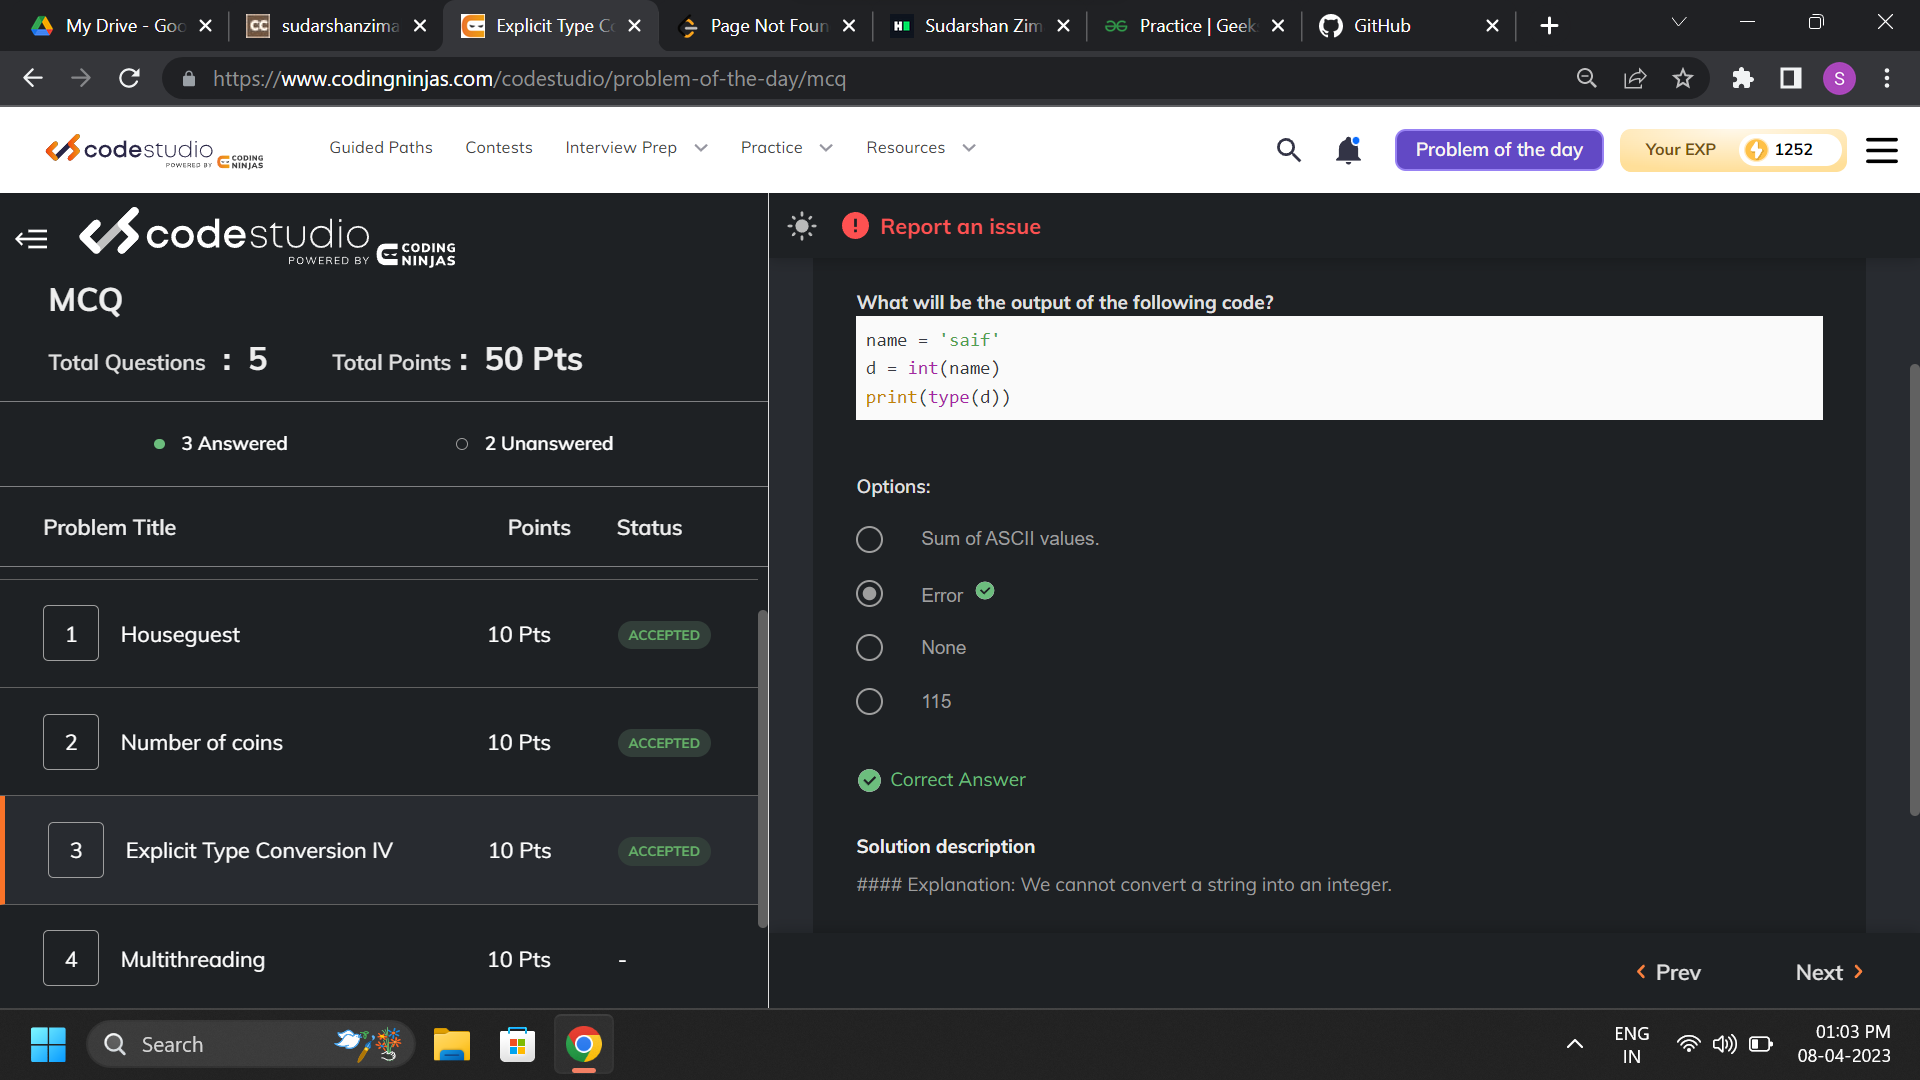 My Drive - Goo
sudarshanzima
Explicit Type Co
Page Not Foun
Sudarshan Zim
Practice | Geek
GitHub
https://www.codingninjas.com/codestudio/problem-of-the-day/mcq
S
codestudio
POWERED BY CODING NINJAS
Guided Paths
Contests
Interview Prep
Practice
Resources
Problem of the day
Your EXP
1252
codestudio
POWERED BY CODING NINJAS
Report an issue
MCQ
Total Questions : 5
Total Points : 50 Pts
3 Answered
2 Unanswered
Problem Title
Points
Status
1 Houseguest 10 Pts ACCEPTED
2 Number of coins 10 Pts ACCEPTED
3 Explicit Type Conversion IV 10 Pts ACCEPTED
4 Multithreading 10 Pts -
What will be the output of the following code?
name = 'saif'
d = int(name)
print(type(d))
Options:
Sum of ASCII values.
Error
None
115
Correct Answer
Solution description
#### Explanation: We cannot convert a string into an integer.
Prev
Next
Search
ENG
IN
01:03 PM
08-04-2023